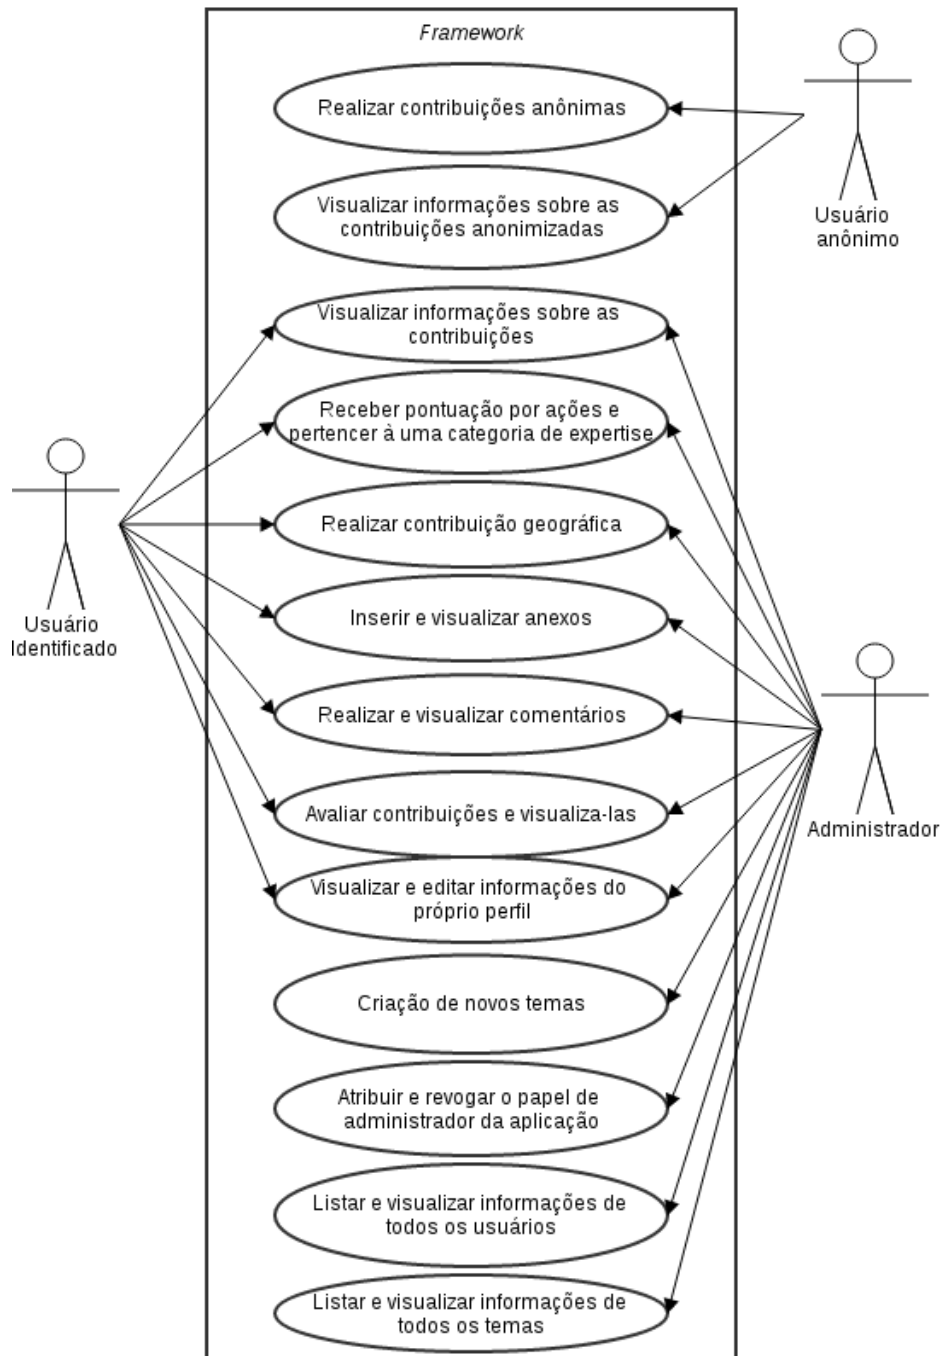 Framework
Realizar contribuições anônimas
Visualizar informações sobre as
contribuições anonimizadas
Usuário
anônimo
Visualizar informações sobre as
contribuições
Receber pontuação por ações e
pertencer à uma categoria de expertise
Realizar contribuição geográfica
Inserir e visualizar anexos
Usuário
Identificado
Realizar e visualizar comentários
Avaliar contribuições e visualiza-las
Administrador
Visualizar e editar informações do
próprio perfil
Criação de novos temas
Atribuir e revogar o papel de
administrador da aplicação
Listar e visualizar informações de
todos os usuários
Listar e visualizar informações de
todos os temas